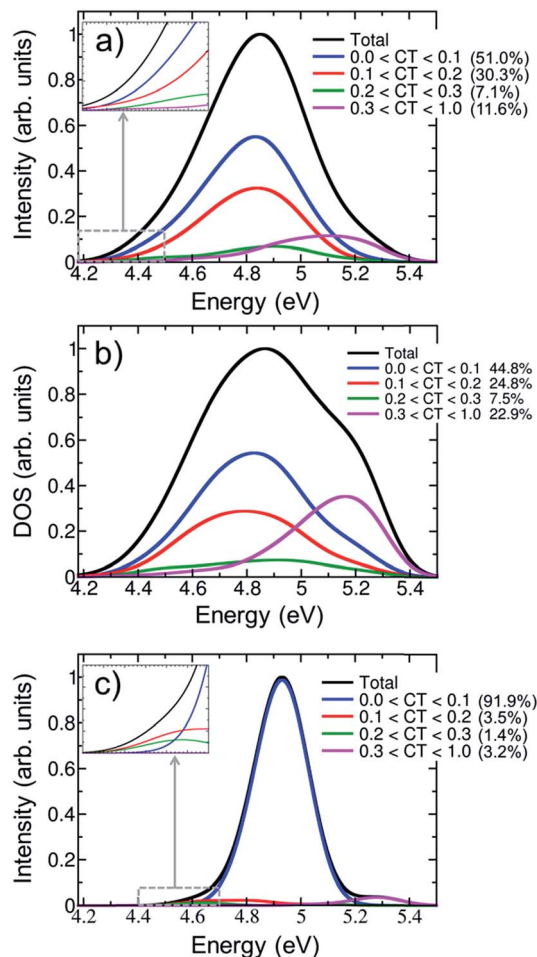 a)
Total
0.0 < CT < 0.1 (51.0%)
0.1 < CT < 0.2 (30.3%)
0.2 < CT < 0.3 (7.1%)
0.3 < CT < 1.0 (11.6%)
Intensity (arb. units)
1
0.8
0.6
0.4
0.2
0
4.2 4.4 4.6 4.8 5 5.2 5.4
Energy (eV)
b)
Total
0.0 < CT < 0.1 44.8%
0.1 < CT < 0.2 24.8%
0.2 < CT < 0.3 7.5%
0.3 < CT < 1.0 22.9%
DOS (arb. units)
1
0.8
0.6
0.4
0.2
0
4.2 4.4 4.6 4.8 5 5.2 5.4
Energy (eV)
c)
Total
0.0 < CT < 0.1 (91.9%)
0.1 < CT < 0.2 (3.5%)
0.2 < CT < 0.3 (1.4%)
0.3 < CT < 1.0 (3.2%)
Intensity (arb. units)
1
0.8
0.6
0.4
0.2
0
4.2 4.4 4.6 4.8 5 5.2 5.4
Energy (eV)